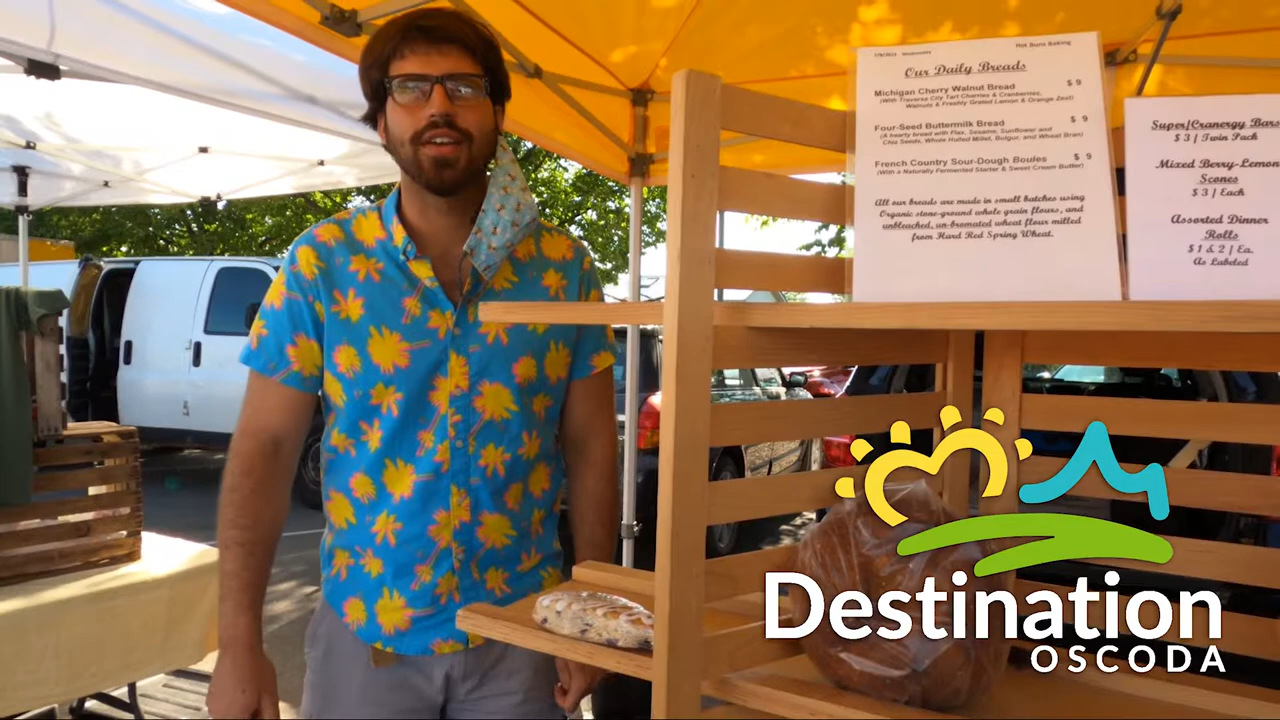 7/8/2022 Wednesday
Hot Buns Baking
Our Daily Breads
Michigan Cherry Walnut Bread $ 9
(With Traverse City Tart Cherries & Cranberries,
Walnuts & Freshly Grated Lemon & Orange Zest)
Four-Seed Buttermilk Bread $ 9
(A hearty bread with Flax, Sesame, Sunflower and
Chia Seeds, Whole Hulled Millet, Bulgur, and Wheat Bran)
French Country Sour-Dough Boules $ 9
(With a Naturally Fermented Starter & Sweet Cream Butter)
All our breads are made in small batches using
Organic stone-ground whole grain flours, and
unbleached, un-bromated wheat flour milled
from Hard Red Spring Wheat.
Super/Cranergy Bars
$ 3 / Twin Pack
Mixed Berry-Lemon
Scones
$ 3 / Each
Assorted Dinner
Rolls
$ 1 & 2 / Ea.
As Labeled
Destination
OSCODA